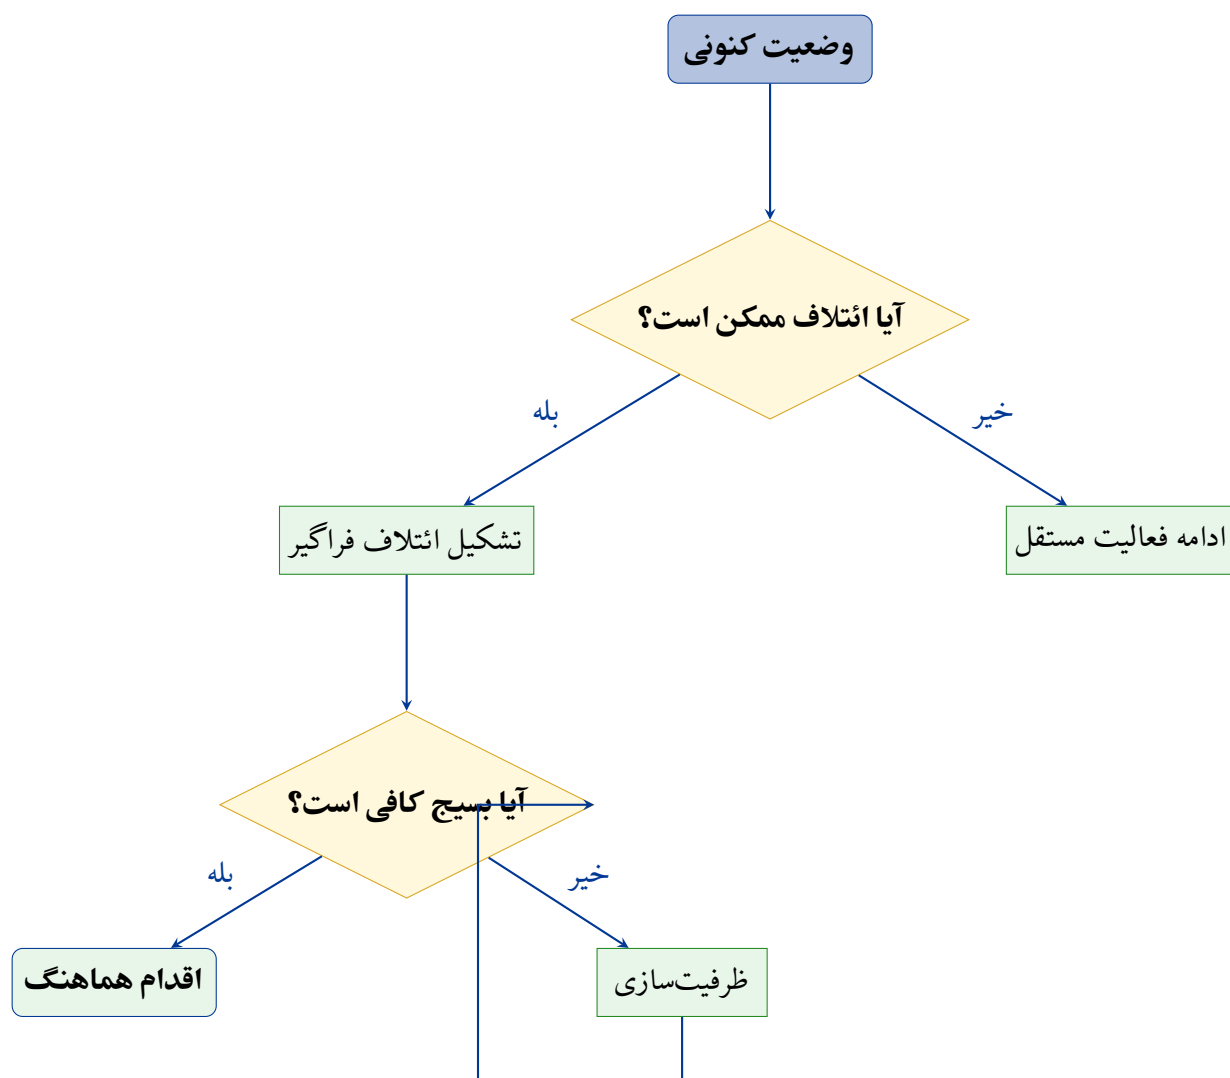 وضعیت کنونی
آیا ائتلاف ممکن است؟
خیر
بله
ادامه فعالیت مستقل
تشکیل ائتلاف فراگیر
آیا بسیج کافی است؟
خیر
بله
ظرفیت‌سازی
اقدام هماهنگ